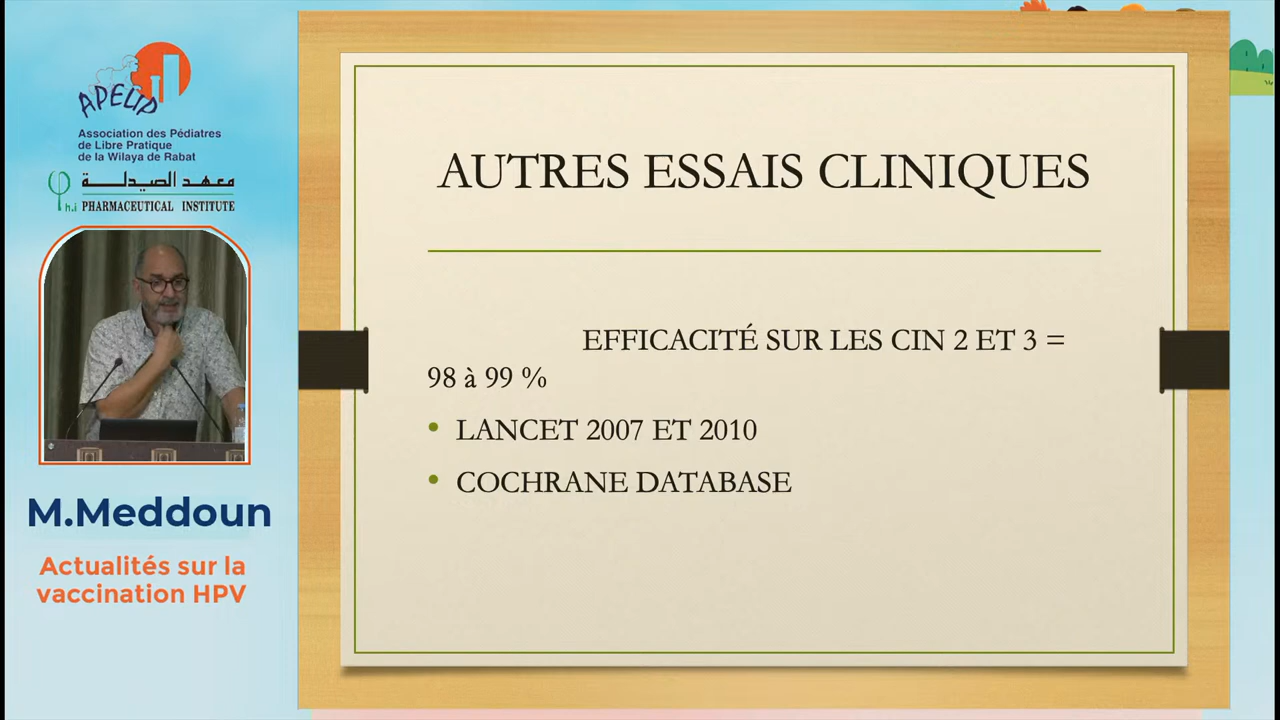 APELIP
Association des Pédiatres
de Libre Pratique
de la Wilaya de Rabat
معهد الصيدلة
ph.i PHARMACEUTICAL INSTITUTE
M.Meddoun
Actualités sur la
vaccination HPV
AUTRES ESSAIS CLINIQUES
EFFICACITÉ SUR LES CIN 2 ET 3 =
98 à 99 %
• LANCET 2007 ET 2010
• COCHRANE DATABASE